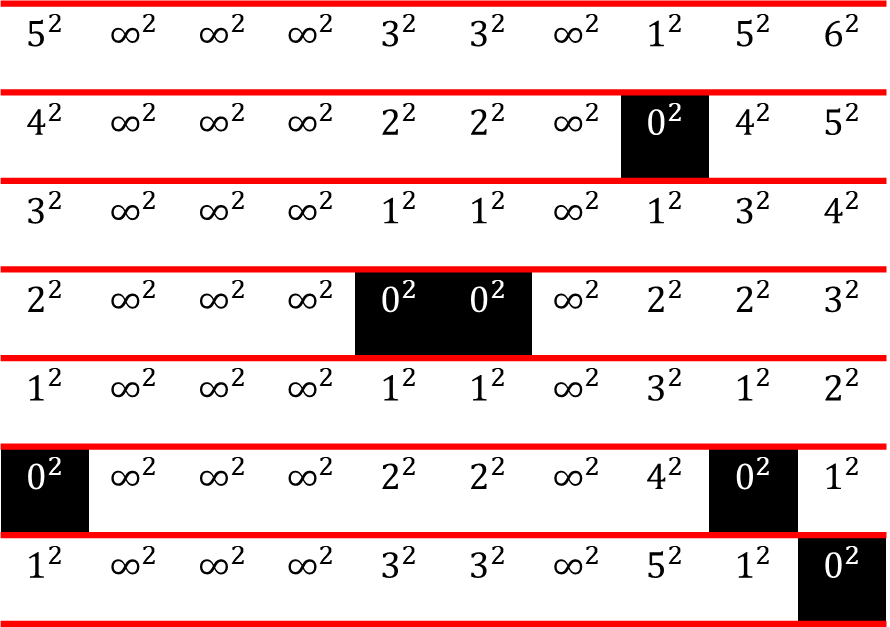 5² ∞² ∞² ∞² 3² 3² ∞² 1² 5² 6²
4² ∞² ∞² ∞² 2² 2² ∞² 0² 4² 5²
3² ∞² ∞² ∞² 1² 1² ∞² 1² 3² 4²
2² ∞² ∞² ∞² 0² 0² ∞² 2² 2² 3²
1² ∞² ∞² ∞² 1² 1² ∞² 3² 1² 2²
0² ∞² ∞² ∞² 2² 2² ∞² 4² 0² 1²
1² ∞² ∞² ∞² 3² 3² ∞² 5² 1² 0²